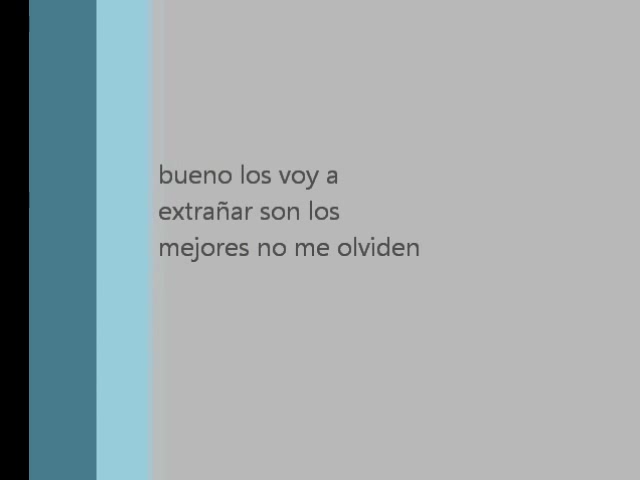 bueno los voy a
extrañar son los
mejores no me olviden